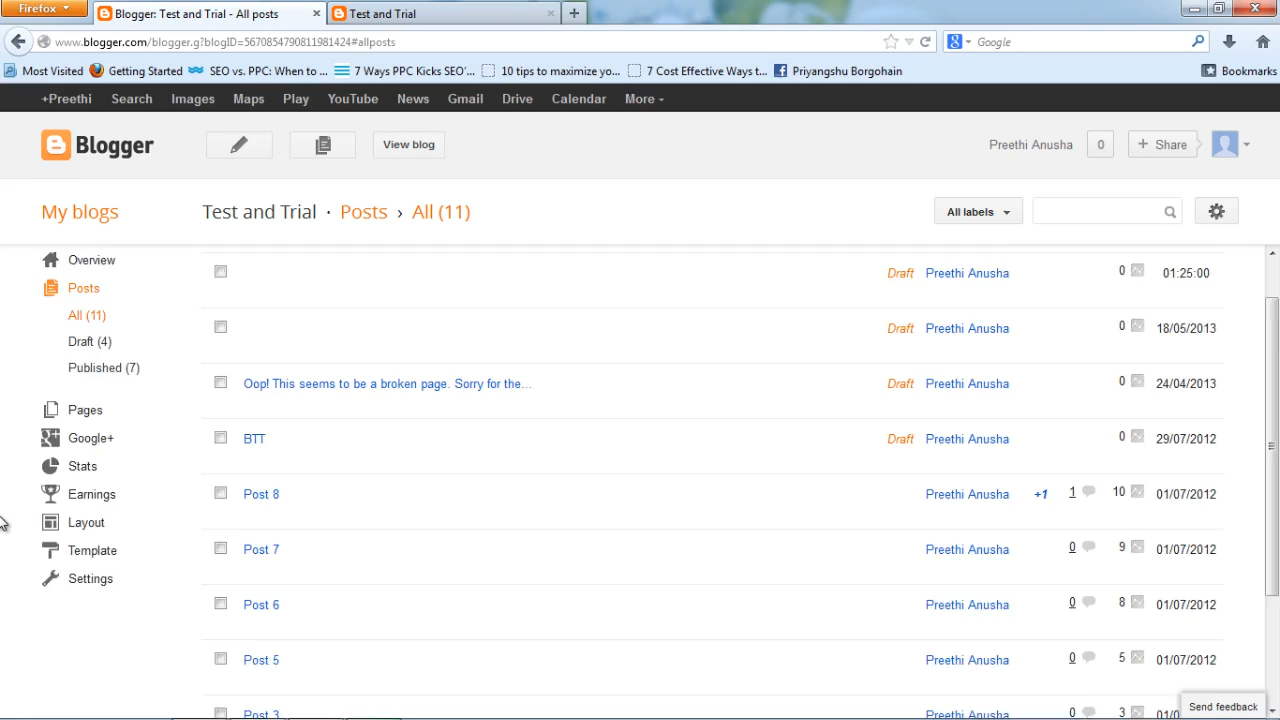 Firefox
Blogger: Test and Trial - All posts
Test and Trial
www.blogger.com/blogger.g?blogID=5670854790811981424#allposts
Google
Most Visited
Getting Started
SEO vs. PPC: When to ...
7 Ways PPC Kicks SEO'...
10 tips to maximize yo...
7 Cost Effective Ways t...
Priyangshu Borgohain
Bookmarks
+Preethi Search Images Maps Play YouTube News Gmail Drive Calendar More
Blogger
View blog
Preethi Anusha
0
+ Share
My blogs
Test and Trial · Posts › All (11)
All labels
Overview
Posts
All (11)
Draft (4)
Published (7)
Pages
Google+
Stats
Earnings
Layout
Template
Settings
Draft Preethi Anusha 0 01:25:00
Draft Preethi Anusha 0 18/05/2013
Oop! This seems to be a broken page. Sorry for the... Draft Preethi Anusha 0 24/04/2013
BTT Draft Preethi Anusha 0 29/07/2012
Post 8 Preethi Anusha +1 1 10 01/07/2012
Post 7 Preethi Anusha 0 9 01/07/2012
Post 6 Preethi Anusha 0 8 01/07/2012
Post 5 Preethi Anusha 0 5 01/07/2012
Post 3 Preethi Anusha 0 3
Send feedback